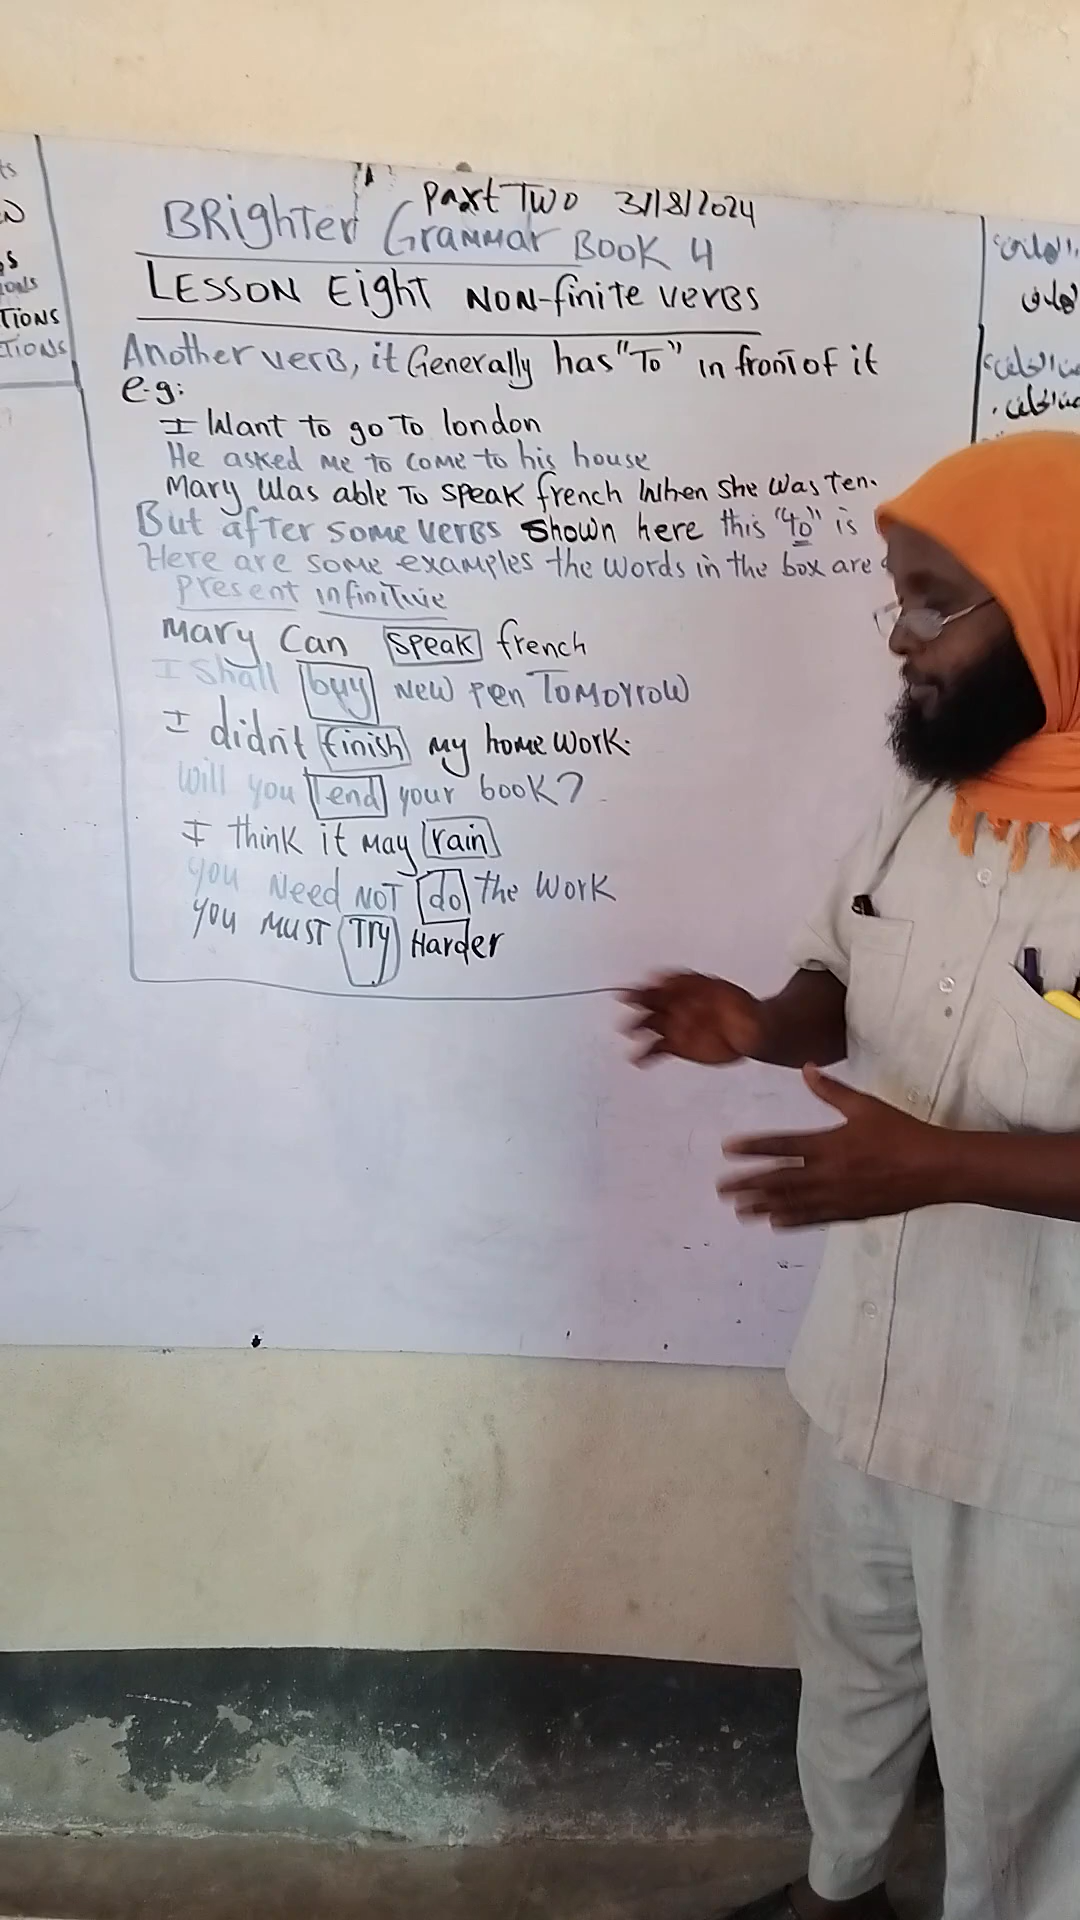 Part Two 31/8/2024
BRighter Grammar BOOK 4
LESSON Eight NON-finite verBs
Another verB, it Generally has "To" in front of it
e.g:
I Want to go To london
He asked me to come to his house
Mary Was able To speak french When she was ten.
But after some verBs shown here this "to" is
Here are some examples the words in the box are
present infinitive
Mary Can speak french
I shall buy new pen Tomorrow
I didn't finish my home work.
Will you lend your book?
I think it may rain
you Need NOT do the work
you must Try Harder
TIONS
TIONS